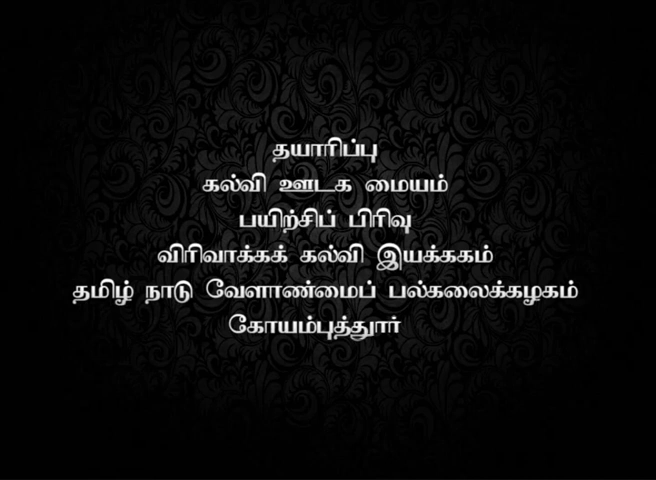 தயாரிப்பு
கல்வி ஊடக மையம்
பயிற்சிப் பிரிவு
விரிவாக்கக் கல்வி இயக்ககம்
தமிழ் நாடு வேளாண்மைப் பல்கலைக்கழகம்
கோயம்புத்தூர்